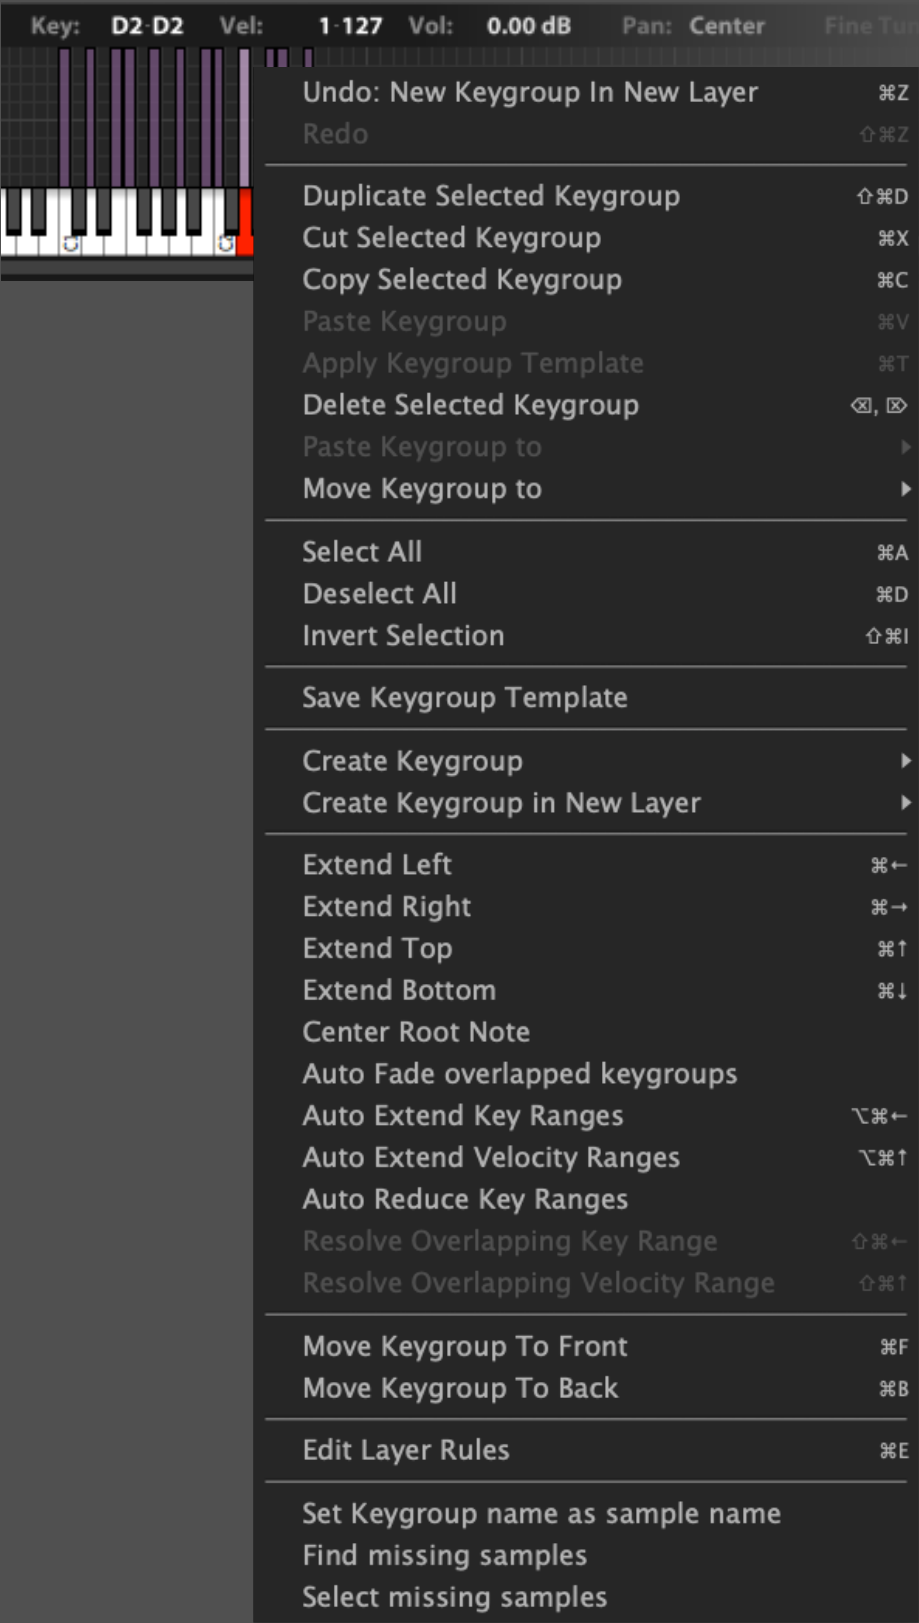 Key: D2-D2 Vel: 1-127 Vol: 0.00 dB Pan: Center Fine
Undo: New Keygroup In New Layer ⌘Z
Redo ⇧⌘Z
Duplicate Selected Keygroup ⇧⌘D
Cut Selected Keygroup ⌘X
Copy Selected Keygroup ⌘C
Paste Keygroup ⌘V
Apply Keygroup Template ⌘T
Delete Selected Keygroup ⌫, ⌦
Paste Keygroup to
Move Keygroup to
Select All ⌘A
Deselect All ⌘D
Invert Selection ⇧⌘I
Save Keygroup Template
Create Keygroup
Create Keygroup in New Layer
Extend Left ⌘←
Extend Right ⌘→
Extend Top ⌘↑
Extend Bottom ⌘↓
Center Root Note
Auto Fade overlapped keygroups
Auto Extend Key Ranges ⌥⌘←
Auto Extend Velocity Ranges ⌥⌘↑
Auto Reduce Key Ranges
Resolve Overlapping Key Range ⇧⌘←
Resolve Overlapping Velocity Range ⇧⌘↑
Move Keygroup To Front ⌘F
Move Keygroup To Back ⌘B
Edit Layer Rules ⌘E
Set Keygroup name as sample name
Find missing samples
Select missing samples